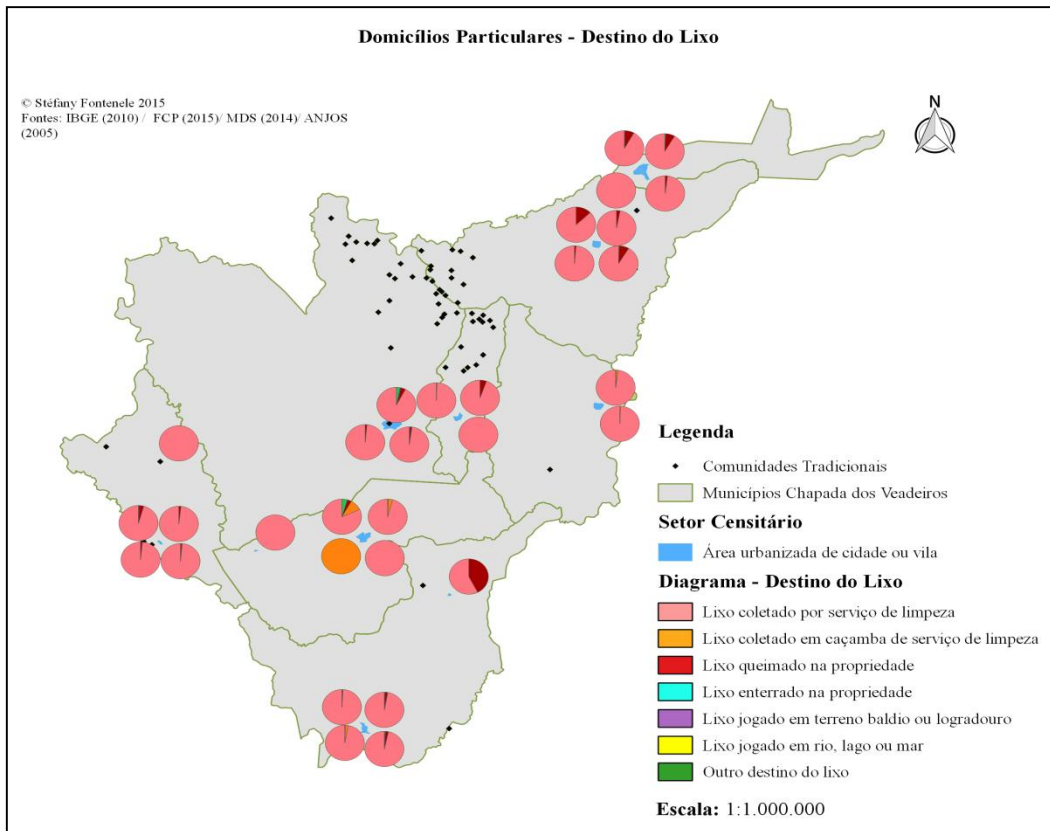 Domicílios Particulares - Destino do Lixo
© Stéfany Fontenele 2015
Fontes: IBGE (2010) / FCP (2015)/ MDS (2014)/ ANJOS
(2005)
N
Legenda
Comunidades Tradicionais
Municípios Chapada dos Veadeiros
Setor Censitário
Área urbanizada de cidade ou vila
Diagrama - Destino do Lixo
Lixo coletado por serviço de limpeza
Lixo coletado em caçamba de serviço de limpeza
Lixo queimado na propriedade
Lixo enterrado na propriedade
Lixo jogado em terreno baldio ou logradouro
Lixo jogado em rio, lago ou mar
Outro destino do lixo
Escala: 1:1.000.000